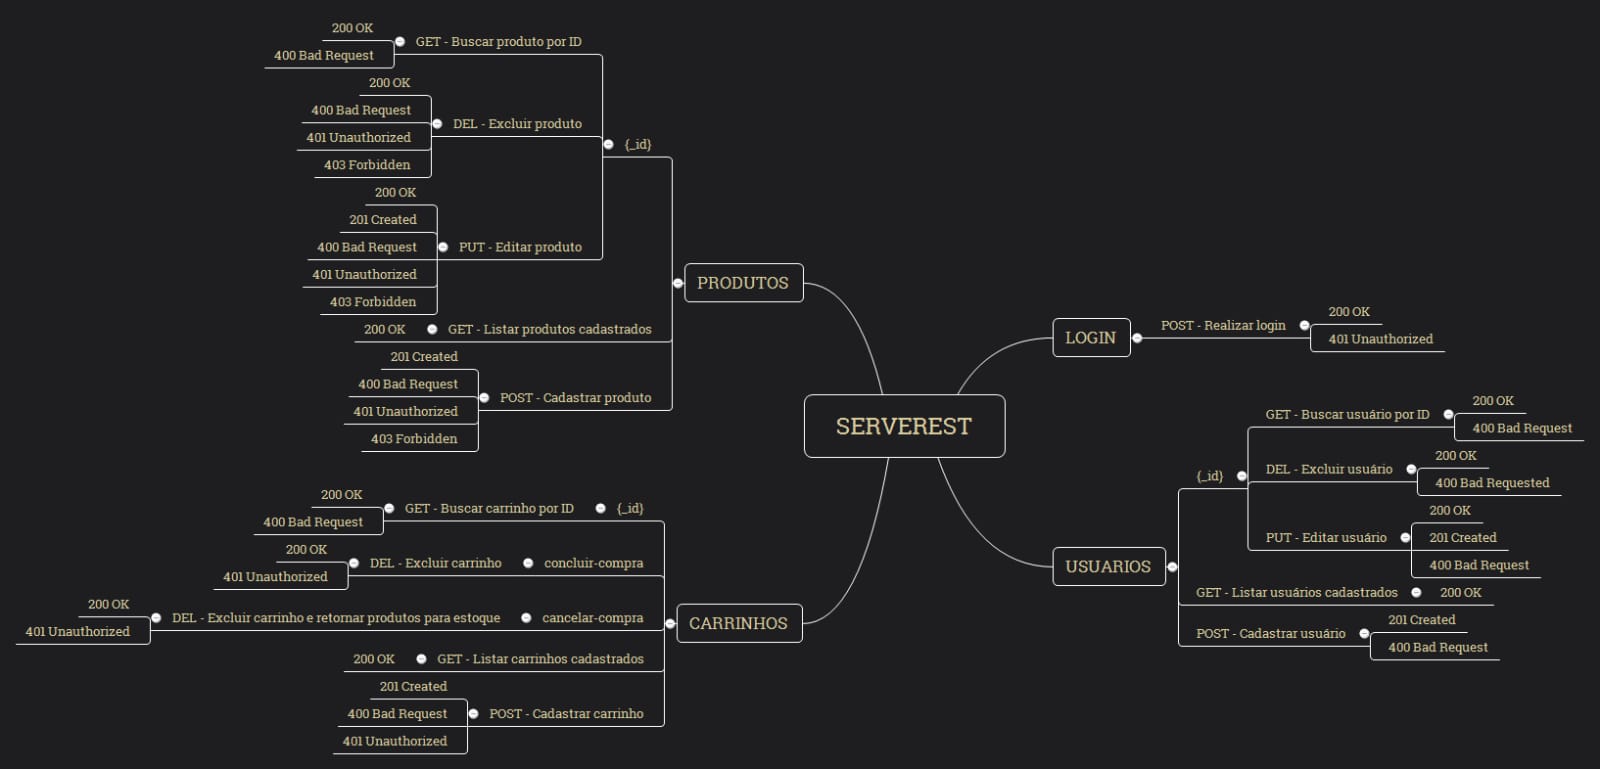 SERVEREST
PRODUTOS
{_id}
GET - Buscar produto por ID
200 OK
400 Bad Request
DEL - Excluir produto
200 OK
400 Bad Request
401 Unauthorized
403 Forbidden
PUT - Editar produto
200 OK
201 Created
400 Bad Request
401 Unauthorized
403 Forbidden
GET - Listar produtos cadastrados
200 OK
POST - Cadastrar produto
201 Created
400 Bad Request
401 Unauthorized
403 Forbidden
CARRINHOS
{_id}
GET - Buscar carrinho por ID
200 OK
400 Bad Request
concluir-compra
DEL - Excluir carrinho
200 OK
401 Unauthorized
cancelar-compra
DEL - Excluir carrinho e retornar produtos para estoque
200 OK
401 Unauthorized
GET - Listar carrinhos cadastrados
200 OK
POST - Cadastrar carrinho
201 Created
400 Bad Request
401 Unauthorized
LOGIN
POST - Realizar login
200 OK
401 Unauthorized
USUARIOS
{_id}
GET - Buscar usuário por ID
200 OK
400 Bad Request
DEL - Excluir usuário
200 OK
400 Bad Requested
PUT - Editar usuário
200 OK
201 Created
400 Bad Request
GET - Listar usuários cadastrados
200 OK
POST - Cadastrar usuário
201 Created
400 Bad Request